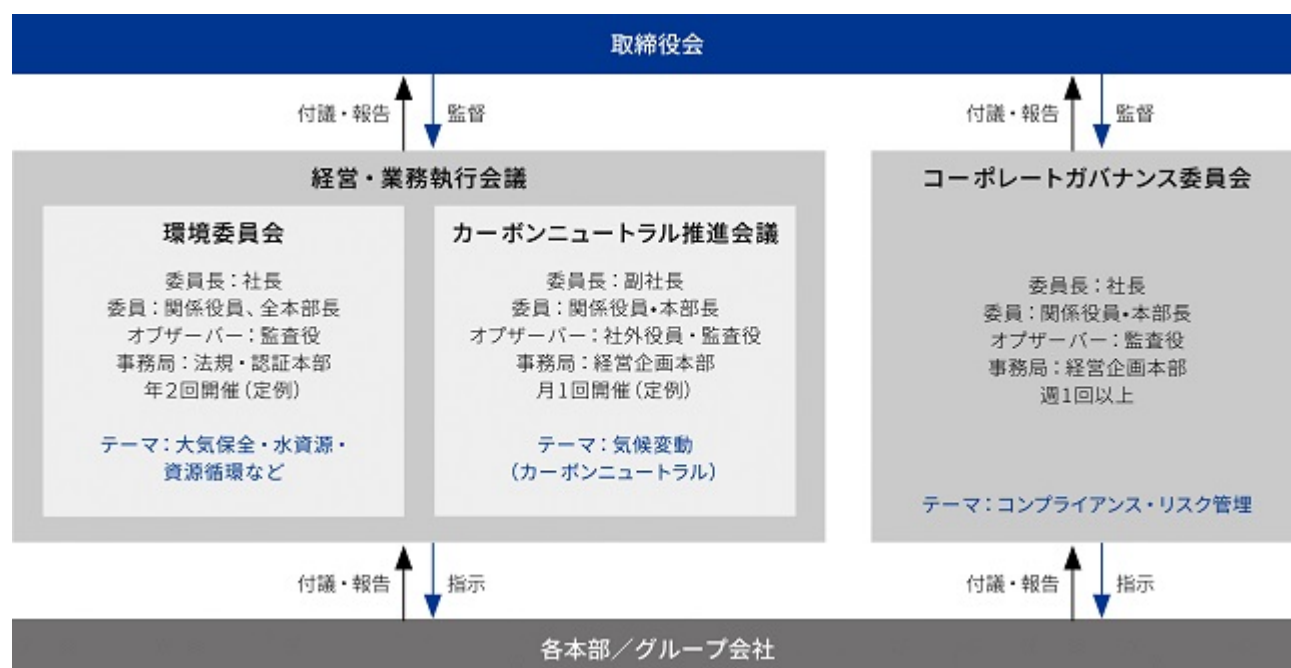 取締役会
付議・報告
監督
付議・報告
監督
経営・業務執行会議
環境委員会
委員長：社長
委員：関係役員、全本部長
オブザーバー：監査役
事務局：法規・認証本部
年2回開催（定例）
テーマ：大気保全・水資源・
資源循環など
カーボンニュートラル推進会議
委員長：副社長
委員：関係役員・本部長
オブザーバー：社外役員・監査役
事務局：経営企画本部
月1回開催（定例）
テーマ：気候変動
（カーボンニュートラル）
コーポレートガバナンス委員会
委員長：社長
委員：関係役員・本部長
オブザーバー：監査役
事務局：経営企画本部
週1回以上
テーマ：コンプライアンス・リスク管理
付議・報告
指示
付議・報告
指示
各本部／グループ会社